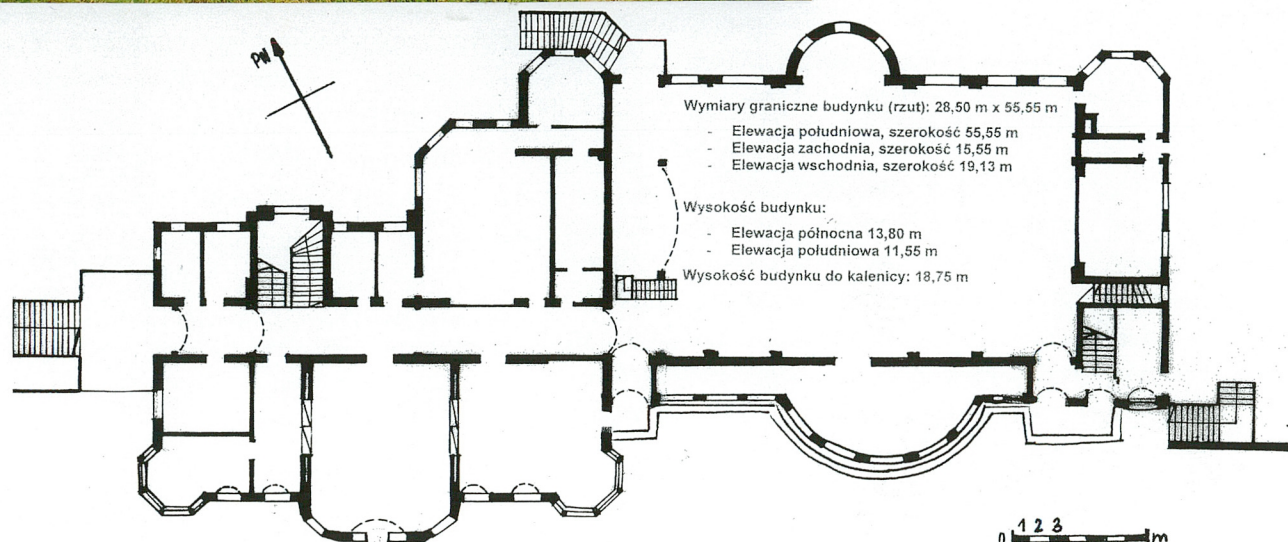 PN
Wymiary graniczne budynku (rzut): 28,50 m x 55,55 m
- Elewacja południowa, szerokość 55,55 m
- Elewacja zachodnia, szerokość 15,55 m
- Elewacja wschodnia, szerokość 19,13 m
Wysokość budynku:
- Elewacja północna 13,80 m
- Elewacja południowa 11,55 m
Wysokość budynku do kalenicy: 18,75 m
0 1 2 3 m